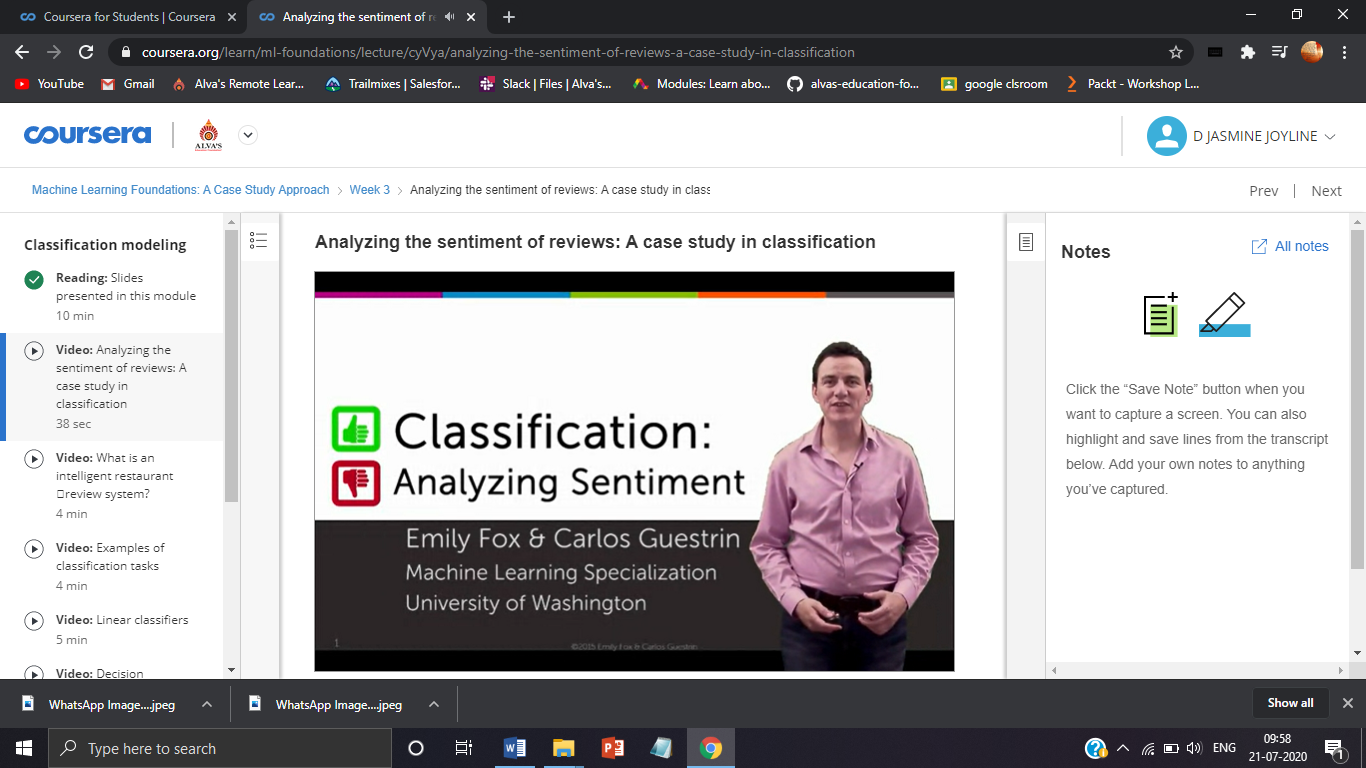 Coursera for Students | Coursera
Analyzing the sentiment of re
coursera.org/learn/ml-foundations/lecture/cyVya/analyzing-the-sentiment-of-reviews-a-case-study-in-classification
YouTube
Gmail
Alva's Remote Lear...
Trailmixes | Salesfor...
Slack | Files | Alva's...
Modules: Learn abo...
alvas-education-fo...
google clsroom
Packt - Workshop L...
coursera
ALVA'S
D JASMINE JOYLINE
Machine Learning Foundations: A Case Study Approach > Week 3 > Analyzing the sentiment of reviews: A case study in class
Prev | Next
Classification modeling
Reading: Slides
presented in this module
10 min
Video: Analyzing the
sentiment of reviews: A
case study in
classification
38 sec
Video: What is an
intelligent restaurant
□review system?
4 min
Video: Examples of
classification tasks
4 min
Video: Linear classifiers
5 min
Video: Decision
Analyzing the sentiment of reviews: A case study in classification
Classification:
Analyzing Sentiment
Emily Fox & Carlos Guestrin
Machine Learning Specialization
University of Washington
1
©2015 Emily Fox & Carlos Guestrin
Notes
All notes
Click the “Save Note” button when you
want to capture a screen. You can also
highlight and save lines from the transcript
below. Add your own notes to anything
you’ve captured.
WhatsApp Image....jpeg
WhatsApp Image....jpeg
Show all
Type here to search
ENG
09:58
21-07-2020
1